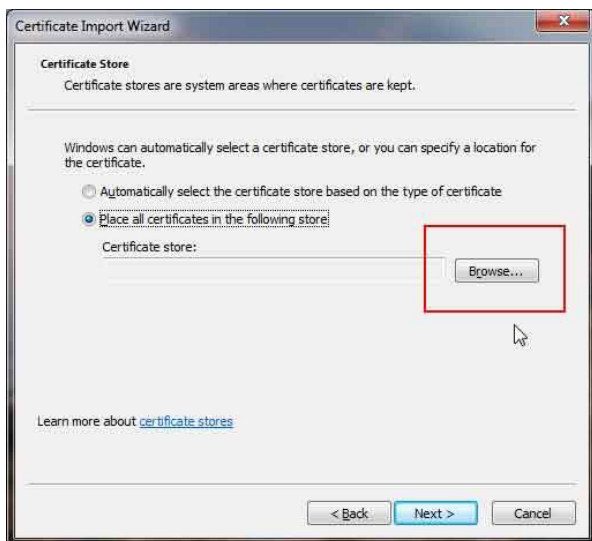 Certificate Import Wizard
Certificate Store
Certificate stores are system areas where certificates are kept.
Windows can automatically select a certificate store, or you can specify a location for
the certificate.
Automatically select the certificate store based on the type of certificate
Place all certificates in the following store
Certificate store:
Browse...
Learn more about certificate stores
< Back
Next >
Cancel